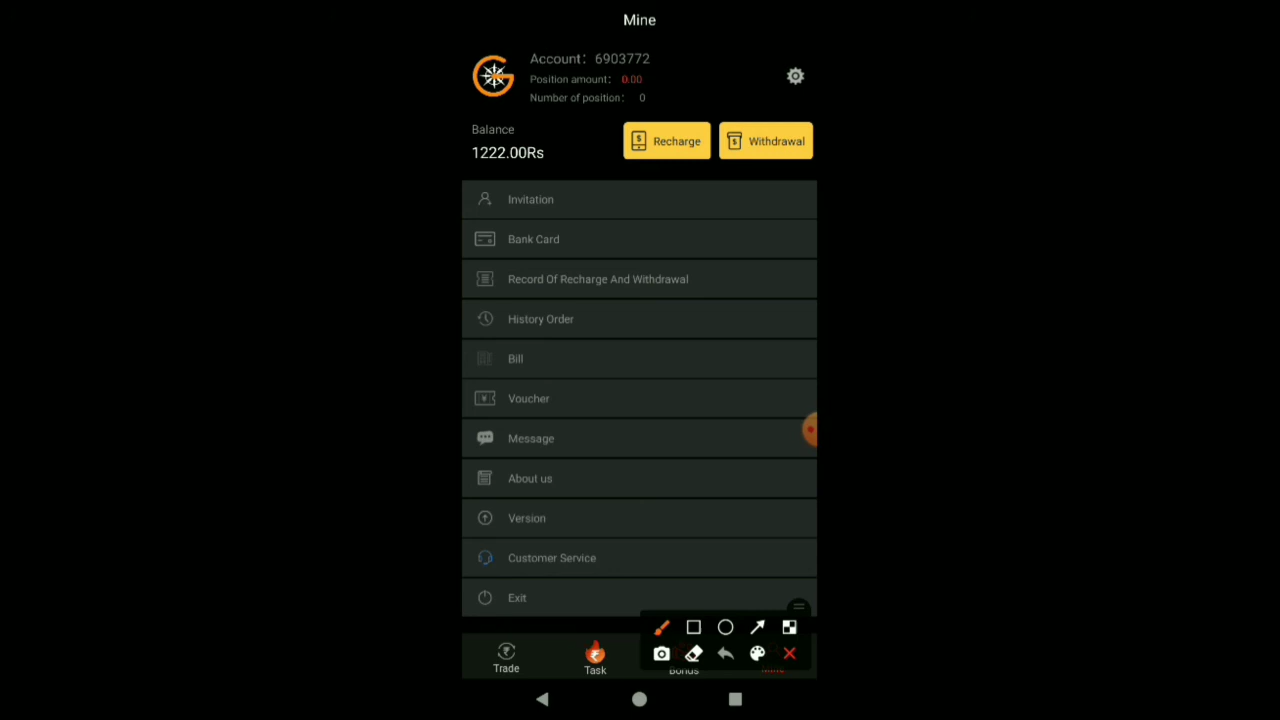 Mine
Account: 6903772
Position amount: 0.00
Number of position: 0
Balance
1222.00Rs
Recharge
Withdrawal
Invitation
Bank Card
Record Of Recharge And Withdrawal
History Order
Bill
Voucher
Message
About us
Version
Customer Service
Exit
Trade
Task
Bonus
Mine